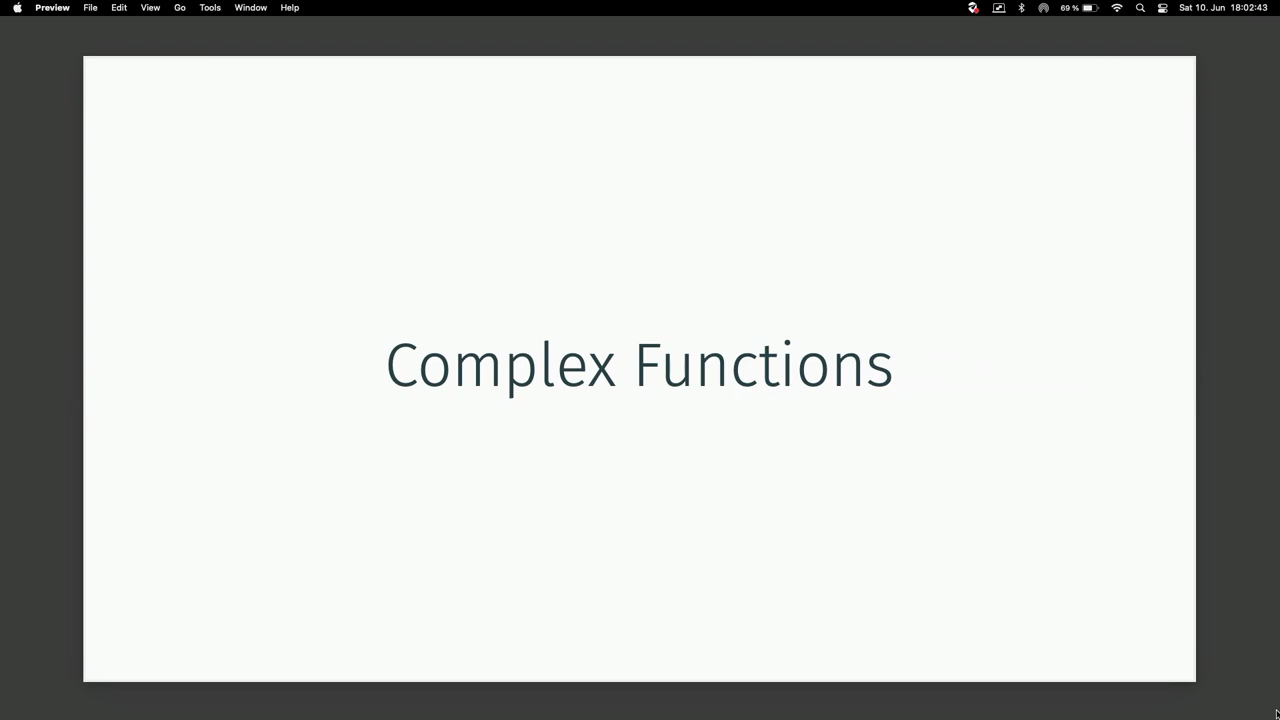 Preview File Edit View Go Tools Window Help 69 % Sat 10. Jun 18:02:43
Complex Functions